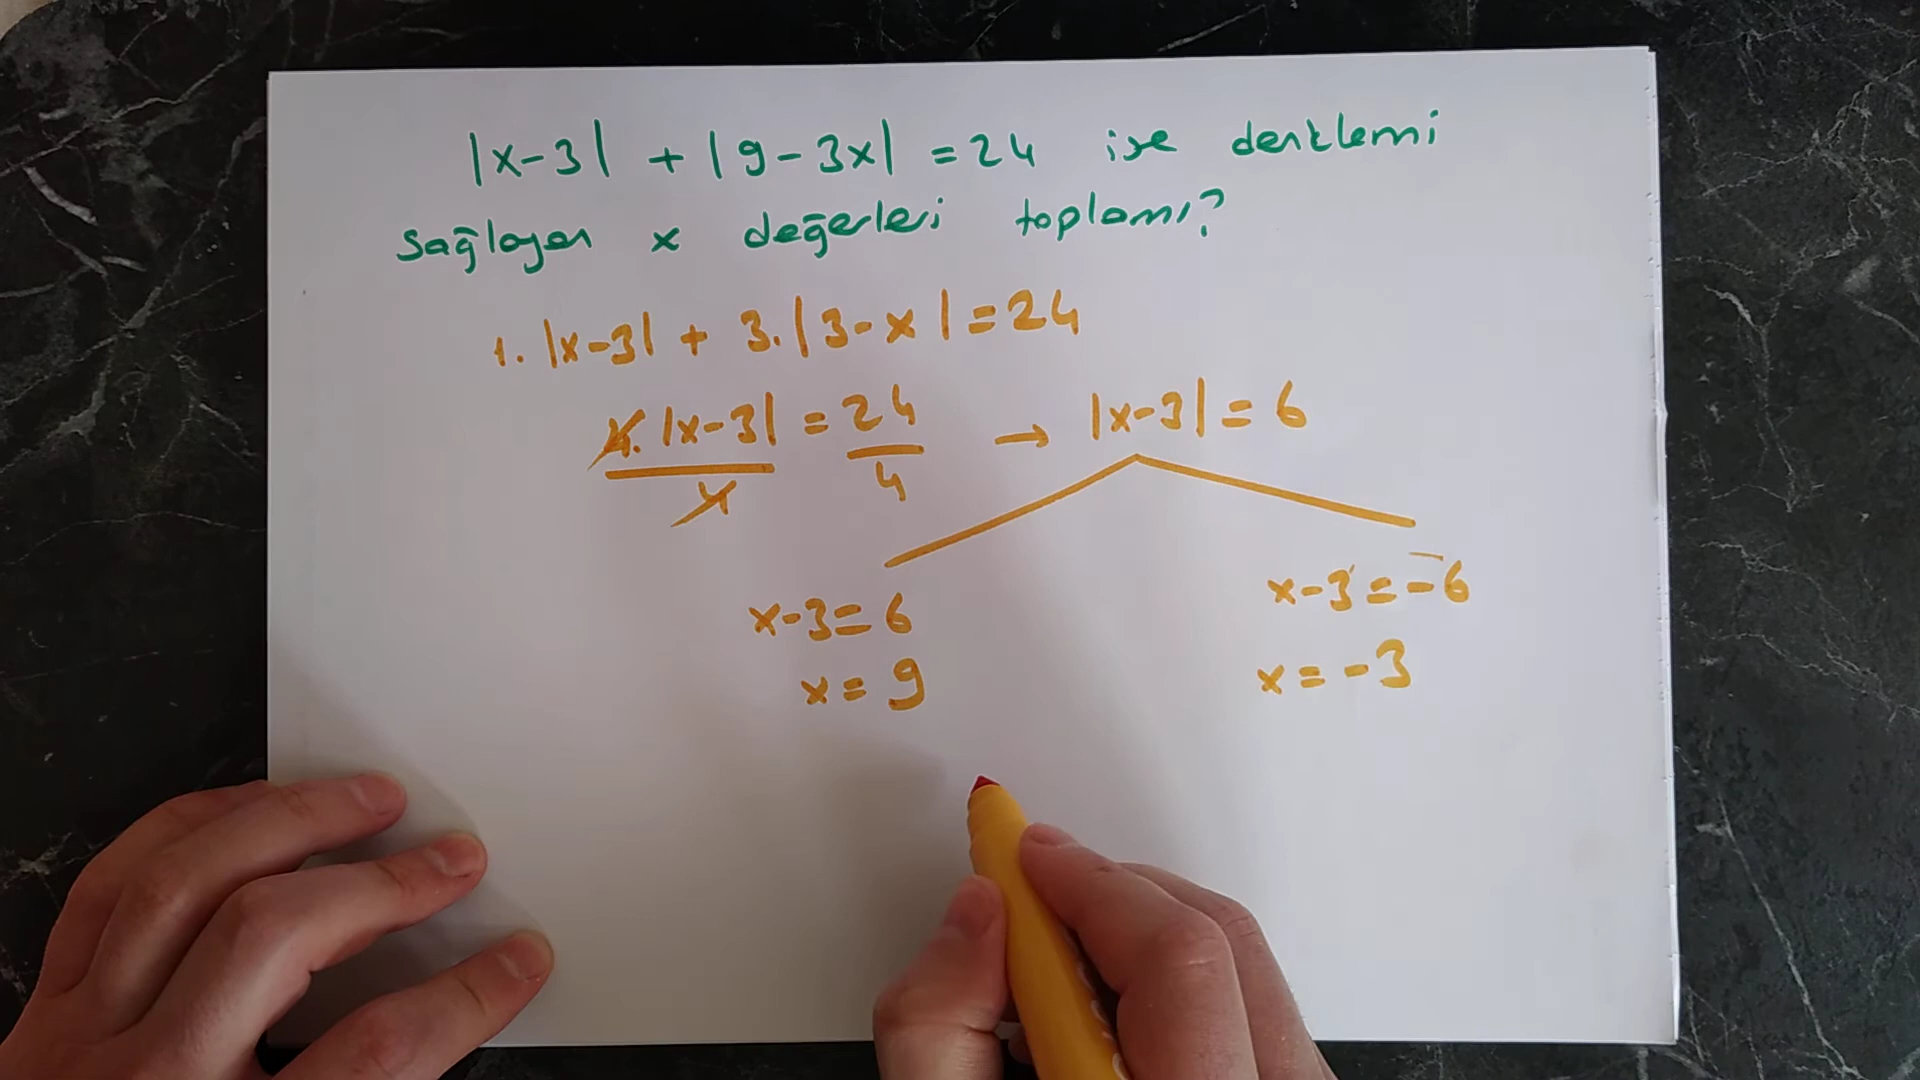 |x-3| + |9-3x| = 24 ise denklemi
sağlayan x değerleri toplamı?
1. |x-3| + 3. |3-x| = 24
4. |x-3| / 4 = 24 / 4 → |x-3| = 6
x-3 = 6 x-3 = -6
x = 9 x = -3